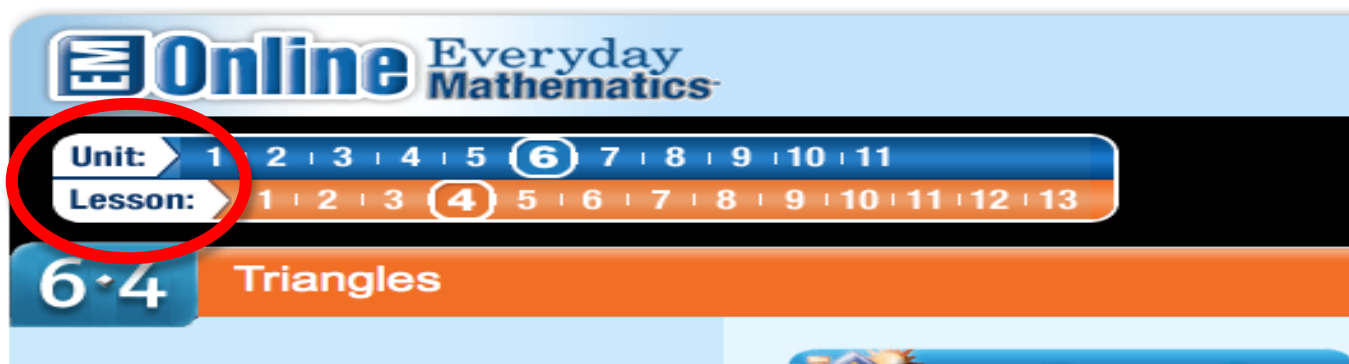 EM Online Everyday Mathematics
Unit: 1 2 3 4 5 6 7 8 9 10 11
Lesson: 1 2 3 4 5 6 7 8 9 10 11 12 13
6·4 Triangles